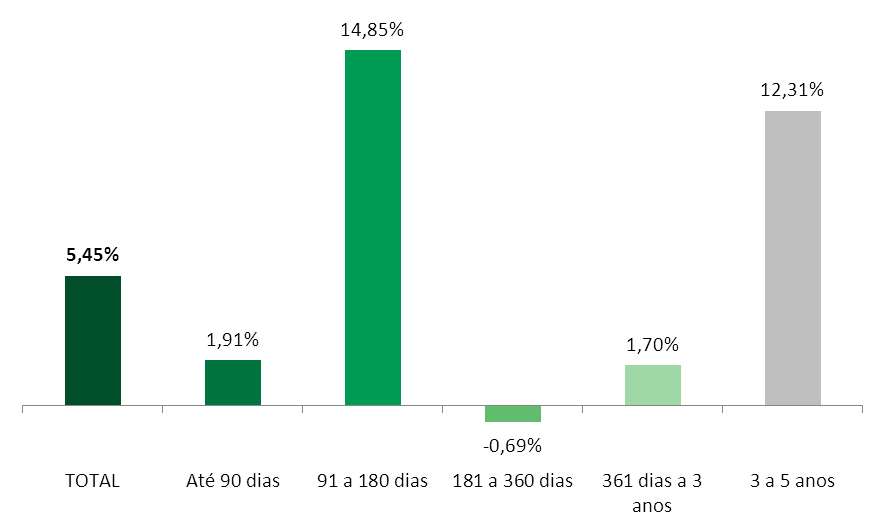 14,85%
12,31%
5,45%
1,91%
1,70%
-0,69%
TOTAL
Até 90 dias
91 a 180 dias
181 a 360 dias
361 dias a 3
anos
3 a 5 anos